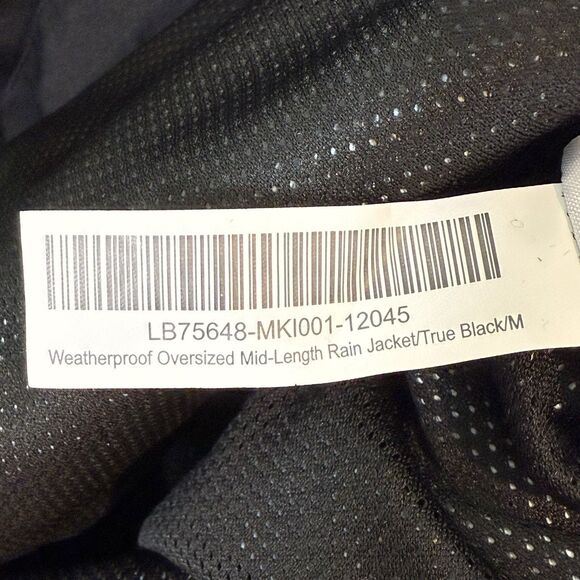 LB75648-MKI001-12045
Weatherproof Oversized Mid-Length Rain Jacket/True Black/M